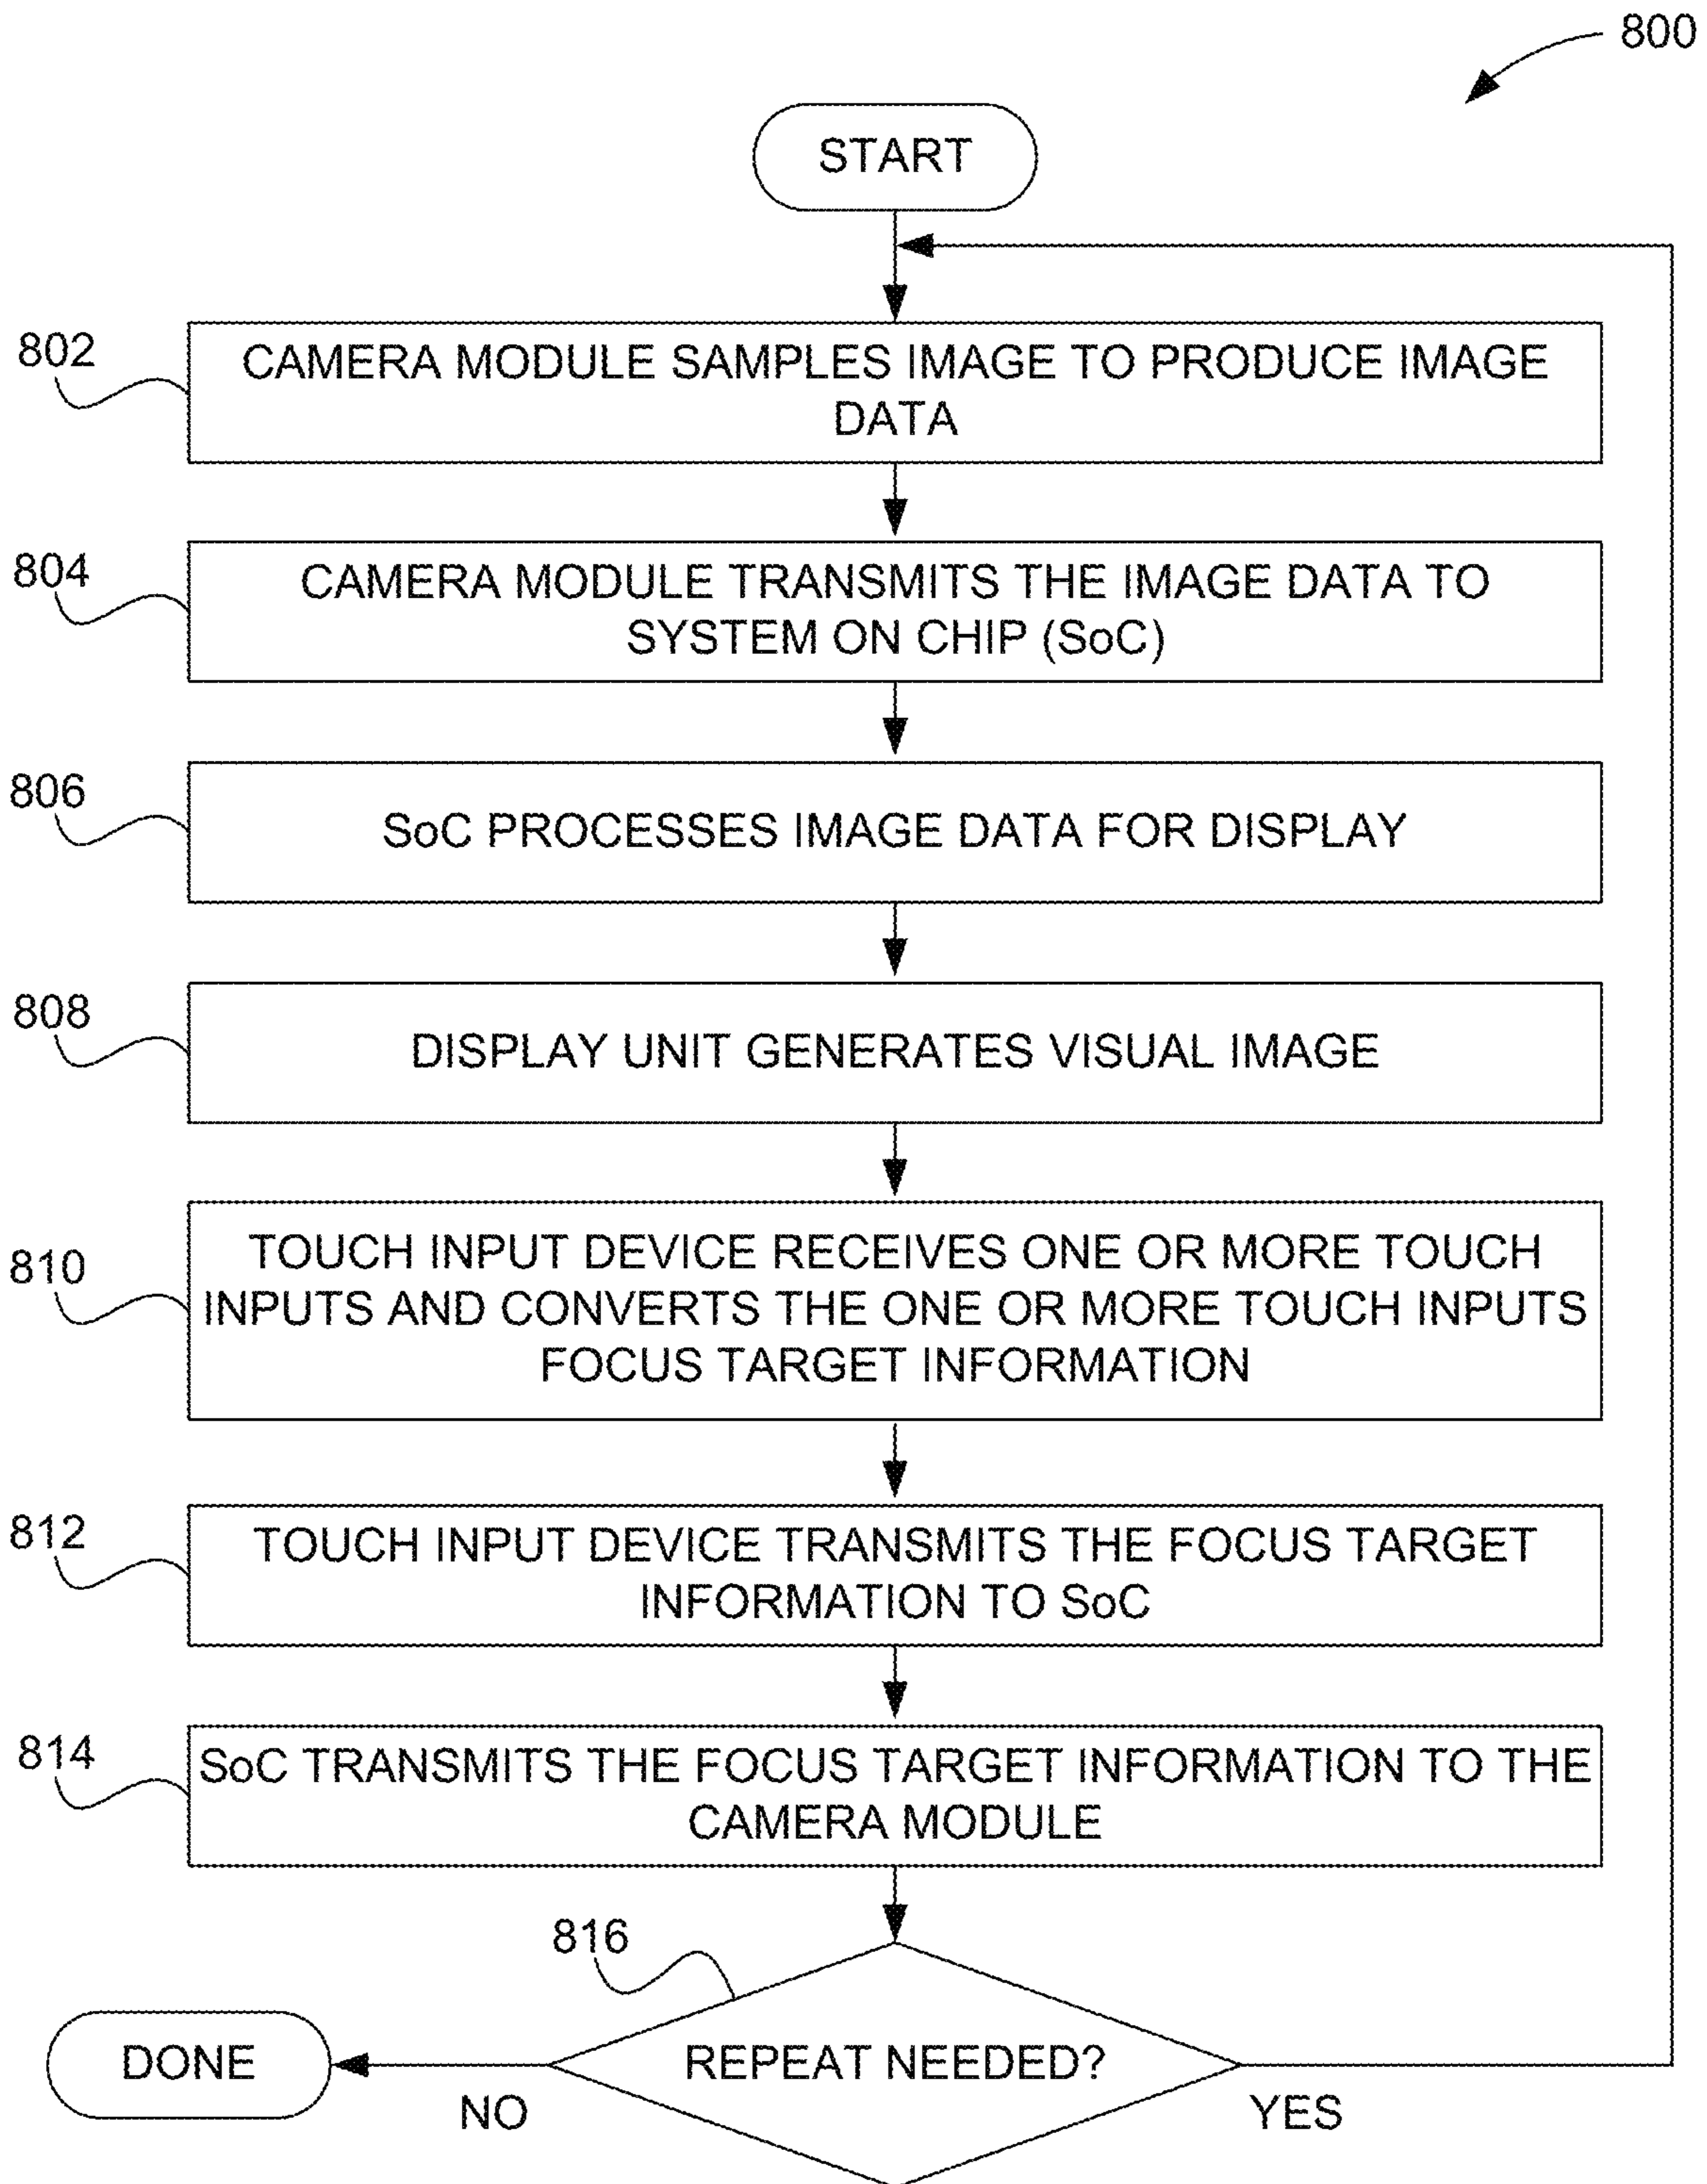 800
START
802
CAMERA MODULE SAMPLES IMAGE TO PRODUCE IMAGE
DATA
804
CAMERA MODULE TRANSMITS THE IMAGE DATA TO
SYSTEM ON CHIP (SoC)
806
SoC PROCESSES IMAGE DATA FOR DISPLAY
808
DISPLAY UNIT GENERATES VISUAL IMAGE
810
TOUCH INPUT DEVICE RECEIVES ONE OR MORE TOUCH
INPUTS AND CONVERTS THE ONE OR MORE TOUCH INPUTS
FOCUS TARGET INFORMATION
812
TOUCH INPUT DEVICE TRANSMITS THE FOCUS TARGET
INFORMATION TO SoC
814
SoC TRANSMITS THE FOCUS TARGET INFORMATION TO THE
CAMERA MODULE
816
DONE
REPEAT NEEDED?
NO
YES